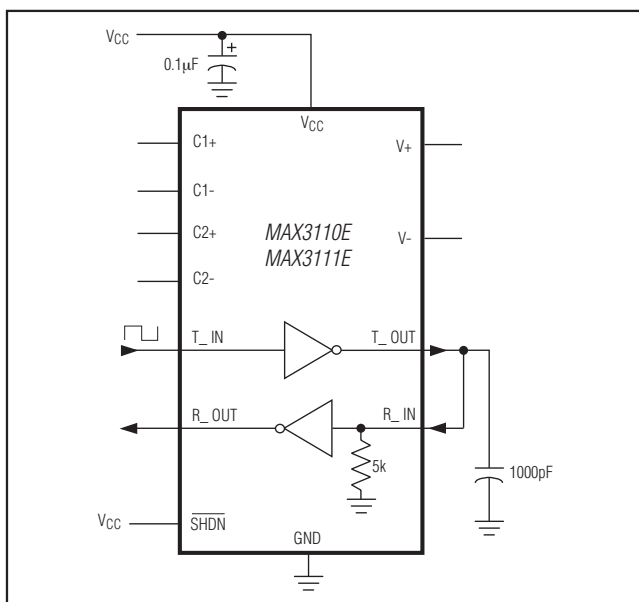 VCC
+
0.1μF
VCC
C1+
V+
C1-
C2+
MAX3110E
V-
MAX3111E
C2-
T_ IN
T_ OUT
R_ OUT
R_ IN
5k
1000pF
VCC
SHDN
GND